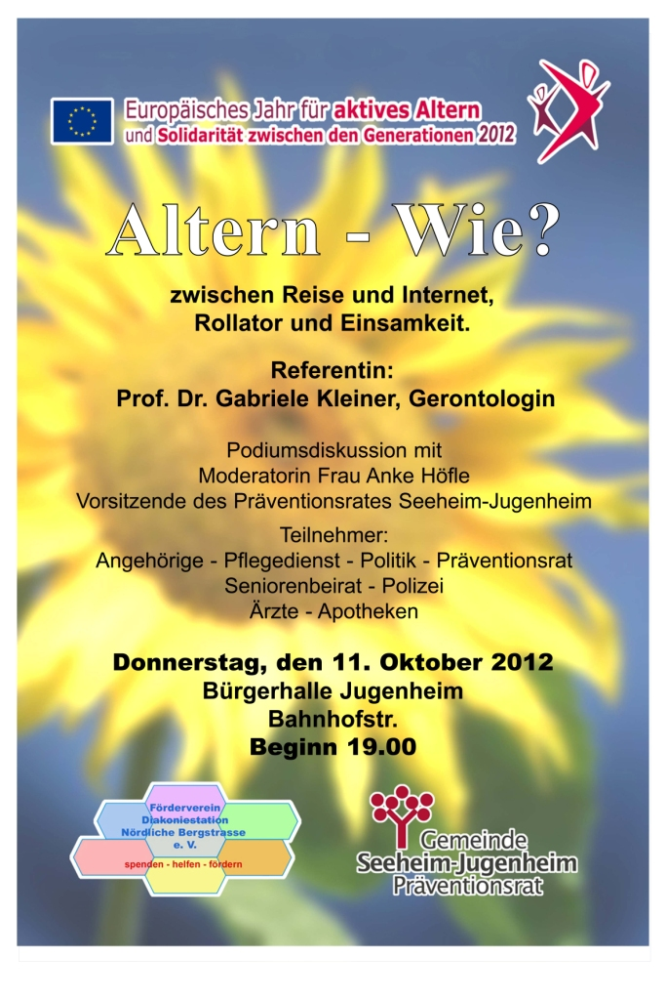 Europäisches Jahr für aktives Altern
und Solidarität zwischen den Generationen 2012
Altern - Wie?
zwischen Reise und Internet,
Rollator und Einsamkeit.
Referentin:
Prof. Dr. Gabriele Kleiner, Gerontologin
Podiumsdiskussion mit
Moderatorin Frau Anke Höfle
Vorsitzende des Präventionsrates Seeheim-Jugenheim
Teilnehmer:
Angehörige - Pflegedienst - Politik - Präventionsrat
Seniorenbeirat - Polizei
Ärzte - Apotheken
Donnerstag, den 11. Oktober 2012
Bürgerhalle Jugenheim
Bahnhofstr.
Beginn 19.00
Förderverein
Diakoniestation
Nördliche Bergstrasse
e. V.
spenden - helfen - fördern
Gemeinde
Seeheim-Jugenheim
Präventionsrat